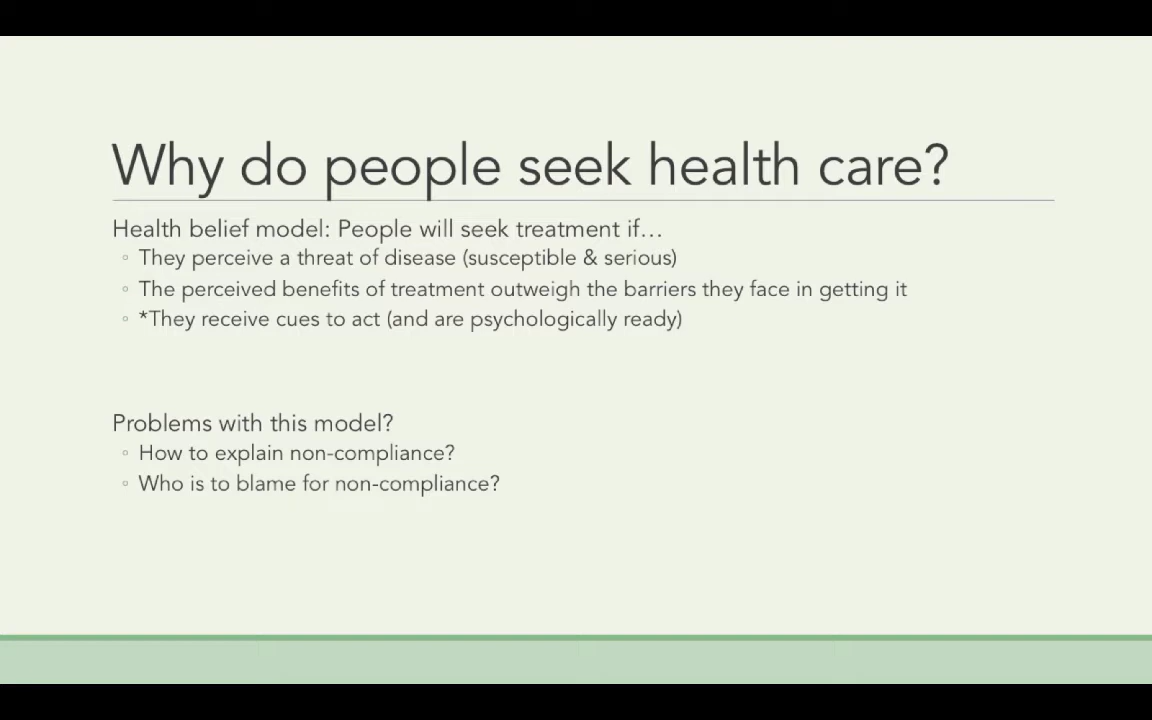 Why do people seek health care?
Health belief model: People will seek treatment if…
◦ They perceive a threat of disease (susceptible & serious)
◦ The perceived benefits of treatment outweigh the barriers they face in getting it
◦ *They receive cues to act (and are psychologically ready)
Problems with this model?
◦ How to explain non-compliance?
◦ Who is to blame for non-compliance?